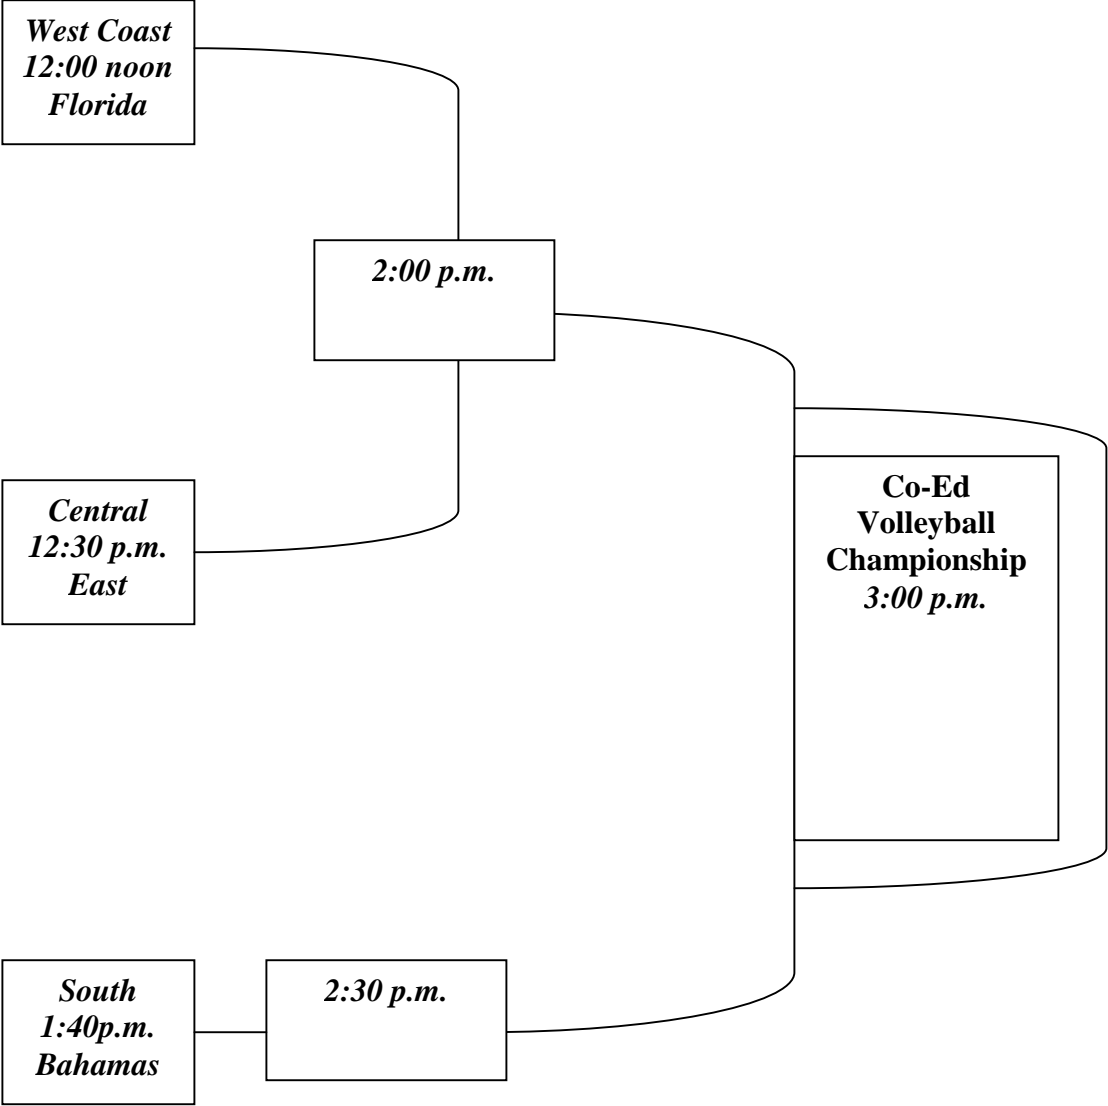 West Coast
12:00 noon
Florida
2:00 p.m.
Central
12:30 p.m.
East
Co-Ed
Volleyball
Championship
3:00 p.m.
South
1:40p.m.
Bahamas
2:30 p.m.